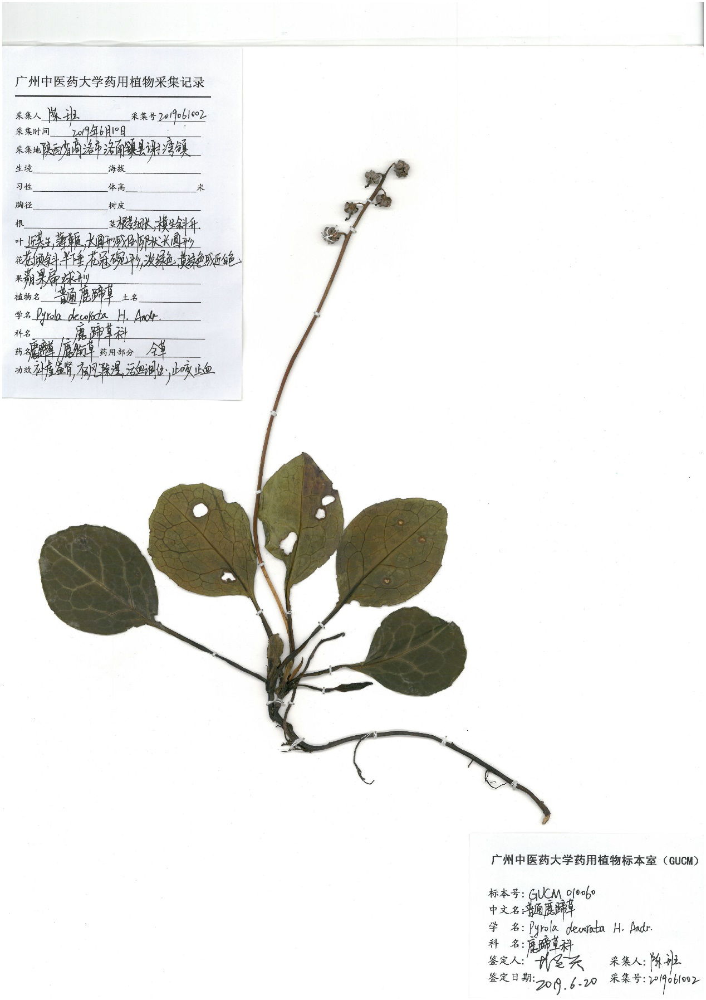 广州中医药大学药用植物采集记录
采集人 陈班 采集号 2019061002
采集时间 2019年6月10日
采集地 陕西省商洛市洛南镇县谢湾镇
生境 海拔
习性 体高 米
胸径 树皮
根 茎 根茎细长,横生斜升.
叶 近基生,薄革质,长圆形或倒卵状长圆形
花 花倾斜.半下垂,花冠碗形,淡绿色,黄绿色或近白色
果 蒴果扁球形
植物名 普通鹿蹄草 土名
学名 Pyrola decorata H. Andr.
科名 鹿蹄草科
药名 鹿蹄草/鹿衔草 药用部分 全草
功效 补虚益肾,祛风除湿,活血调经,止咳止血
广州中医药大学药用植物标本室(GUCM)
标本号: GUCM 010060
中文名: 普通鹿蹄草
学 名: Pyrola decorata H. Andr.
科 名: 鹿蹄草科
鉴定人: 采集人: 陈班
鉴定日期: 2019.6.20 采集号: 2019061002